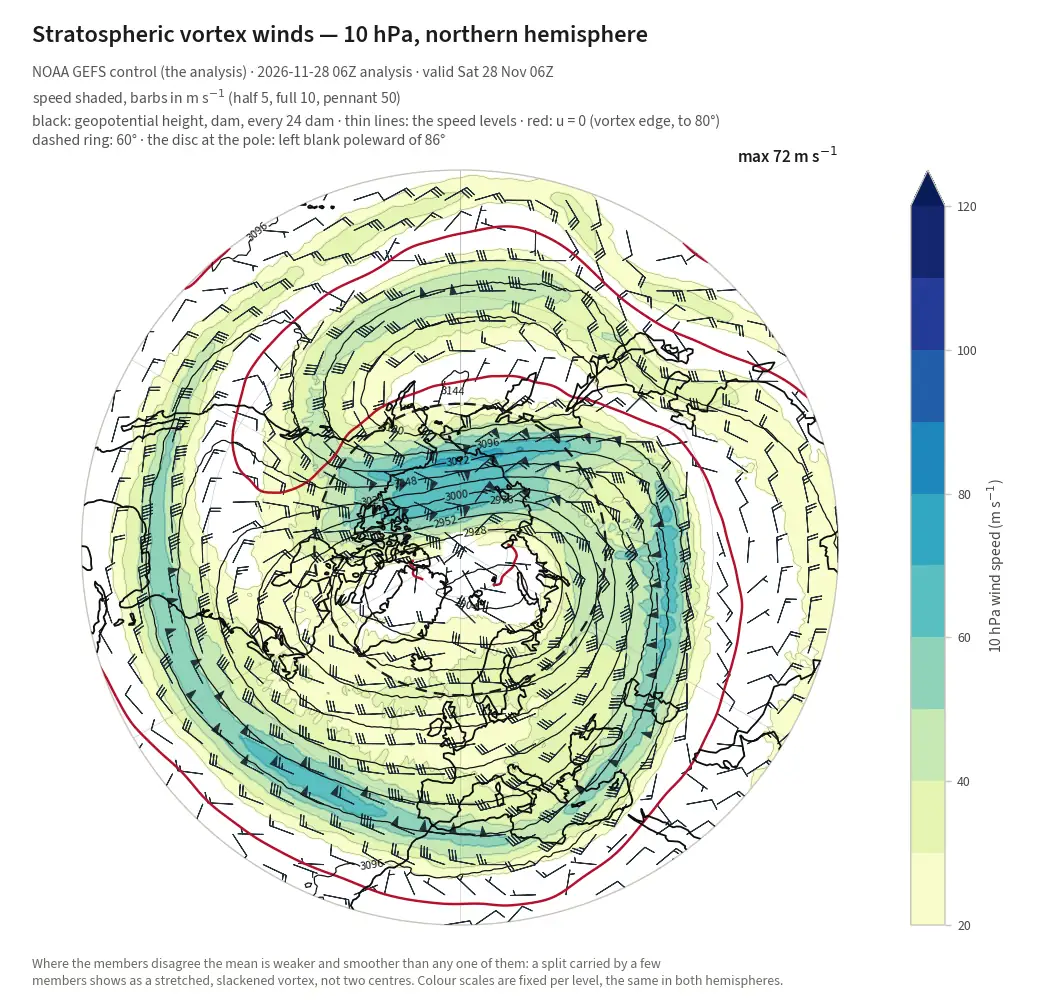 Stratospheric vortex winds — 10 hPa, northern hemisphere
NOAA GEFS control (the analysis) · 2026-11-28 06Z analysis · valid Sat 28 Nov 06Z
speed shaded, barbs in m s⁻¹ (half 5, full 10, pennant 50)
black: geopotential height, dam, every 24 dam · thin lines: the speed levels · red: u = 0 (vortex edge, to 80°)
dashed ring: 60° · the disc at the pole: left blank poleward of 86°
max 72 m s⁻¹
120
100
80
60
40
20
10 hPa wind speed (m s⁻¹)
3096
3144
3096
3072
3000
2952
2928
3096
Where the members disagree the mean is weaker and smoother than any one of them: a split carried by a few
members shows as a stretched, slackened vortex, not two centres. Colour scales are fixed per level, the same in both hemispheres.